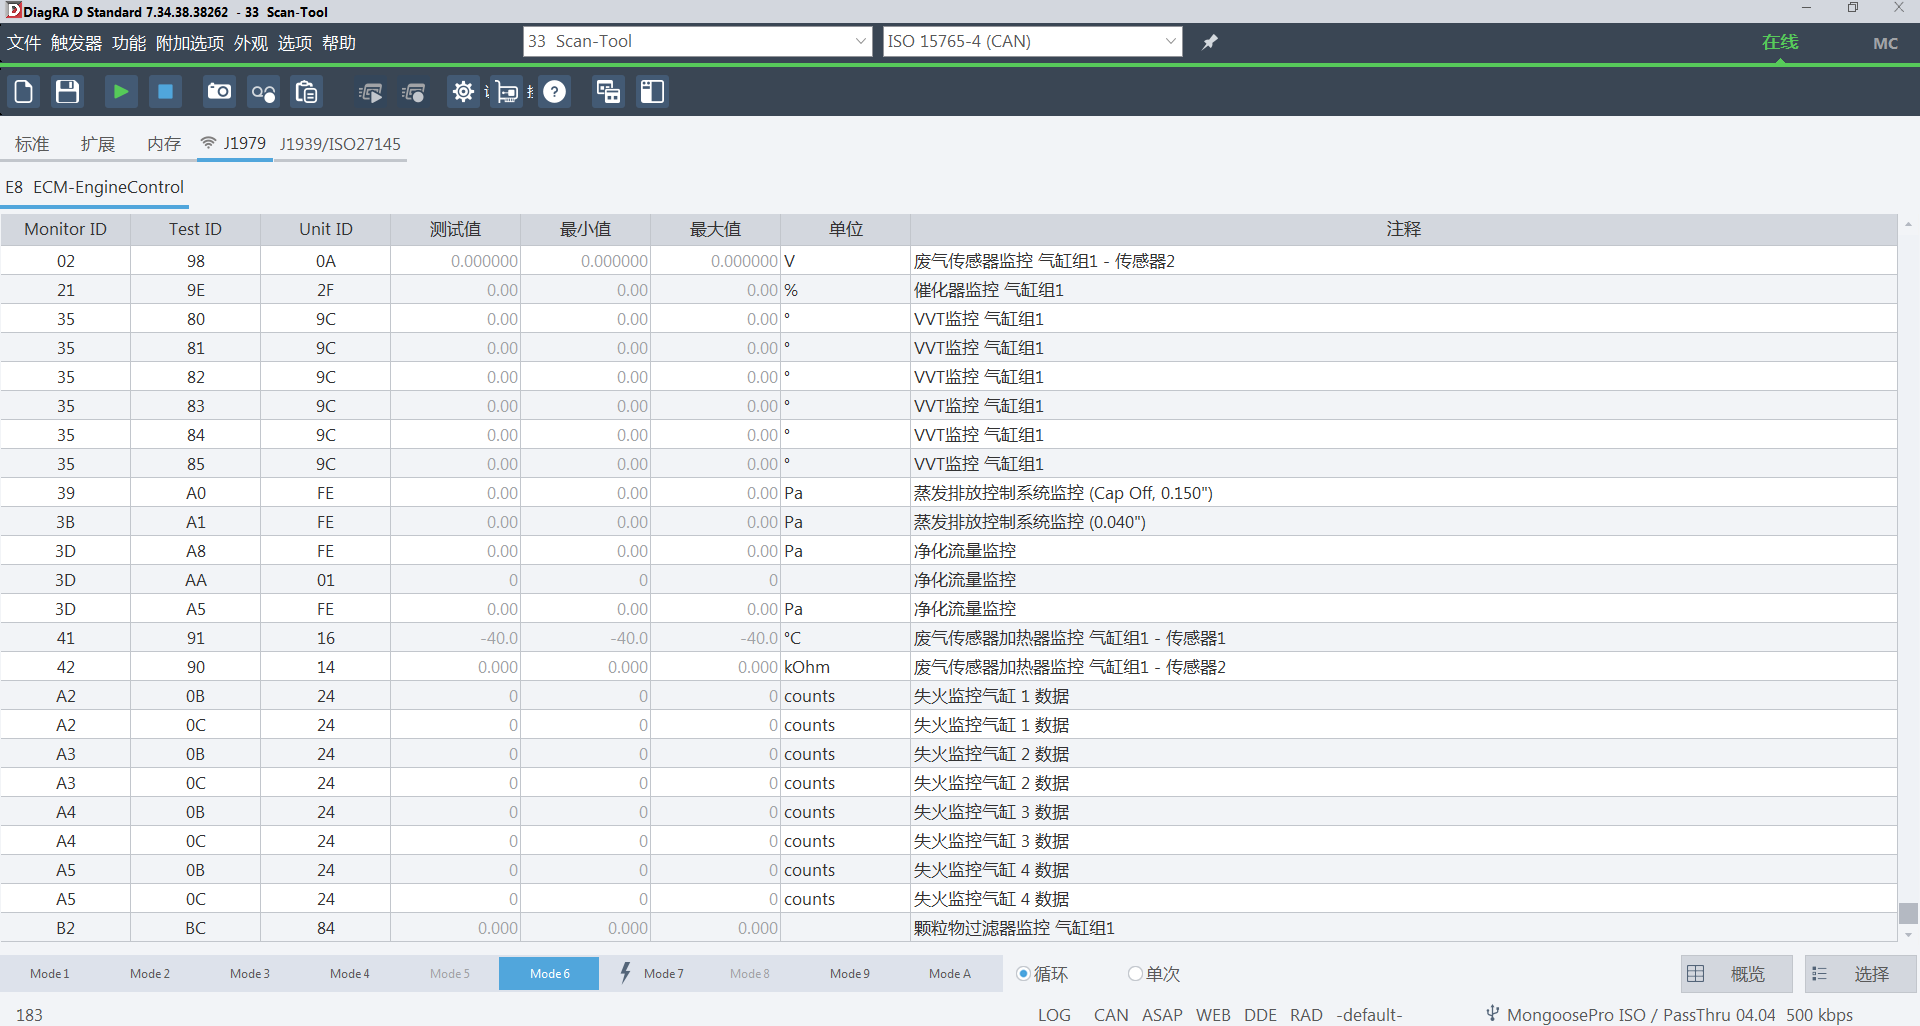 DiagRA D Standard 7.34.38.38262 - 33 Scan-Tool
文件 触发器 功能 附加选项 外观 选项 帮助 33 Scan-Tool ISO 15765-4 (CAN) 在线 MC
标准 扩展 内存 J1979 J1939/ISO27145
E8 ECM-EngineControl
Monitor ID Test ID Unit ID 测试值 最小值 最大值 单位 注释
02 98 0A 0.000000 0.000000 0.000000 V 废气传感器监控 气缸组1 - 传感器2
21 9E 2F 0.00 0.00 0.00 % 催化器监控 气缸组1
35 80 9C 0.00 0.00 0.00 ° VVT监控 气缸组1
35 81 9C 0.00 0.00 0.00 ° VVT监控 气缸组1
35 82 9C 0.00 0.00 0.00 ° VVT监控 气缸组1
35 83 9C 0.00 0.00 0.00 ° VVT监控 气缸组1
35 84 9C 0.00 0.00 0.00 ° VVT监控 气缸组1
35 85 9C 0.00 0.00 0.00 ° VVT监控 气缸组1
39 A0 FE 0.00 0.00 0.00 Pa 蒸发排放控制系统监控 (Cap Off, 0.150")
3B A1 FE 0.00 0.00 0.00 Pa 蒸发排放控制系统监控 (0.040")
3D A8 FE 0.00 0.00 0.00 Pa 净化流量监控
3D AA 01 0 0 0 净化流量监控
3D A5 FE 0.00 0.00 0.00 Pa 净化流量监控
41 91 16 -40.0 -40.0 -40.0 °C 废气传感器加热器监控 气缸组1 - 传感器1
42 90 14 0.000 0.000 0.000 kOhm 废气传感器加热器监控 气缸组1 - 传感器2
A2 0B 24 0 0 0 counts 失火监控气缸 1 数据
A2 0C 24 0 0 0 counts 失火监控气缸 1 数据
A3 0B 24 0 0 0 counts 失火监控气缸 2 数据
A3 0C 24 0 0 0 counts 失火监控气缸 2 数据
A4 0B 24 0 0 0 counts 失火监控气缸 3 数据
A4 0C 24 0 0 0 counts 失火监控气缸 3 数据
A5 0B 24 0 0 0 counts 失火监控气缸 4 数据
A5 0C 24 0 0 0 counts 失火监控气缸 4 数据
B2 BC 84 0.000 0.000 0.000 颗粒物过滤器监控 气缸组1
Mode 1 Mode 2 Mode 3 Mode 4 Mode 5 Mode 6 Mode 7 Mode 8 Mode 9 Mode A 循环 单次 概览 选择
183 LOG CAN ASAP WEB DDE RAD -default- MongoosePro ISO / PassThru 04.04 500 kbps